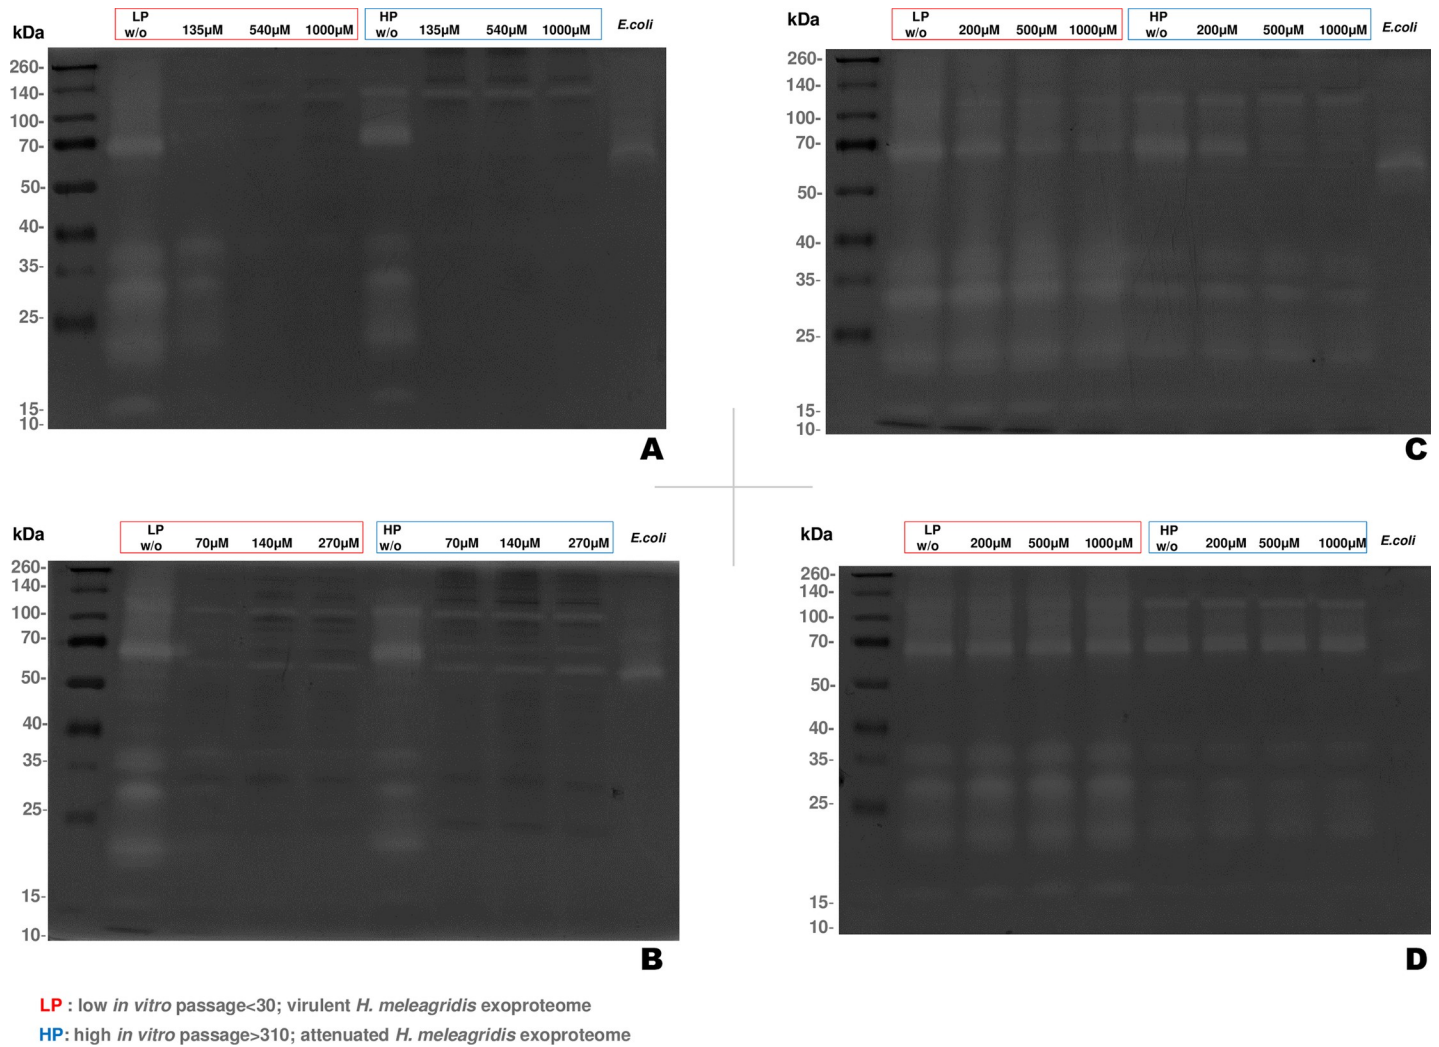 LP HP
kDa w/o 135µM 540µM 1000µM w/o 135µM 540µM 1000µM E.coli
260-
140-
100-
70-
50-
40-
35-
25-
15-
10-
A
LP HP
kDa w/o 200µM 500µM 1000µM w/o 200µM 500µM 1000µM E.coli
260-
140-
100-
70-
50-
40-
35-
25-
15-
10-
C
LP HP
kDa w/o 70µM 140µM 270µM w/o 70µM 140µM 270µM E.coli
260-
140-
100-
70-
50-
40-
35-
25-
15-
10-
B
LP HP
kDa w/o 200µM 500µM 1000µM w/o 200µM 500µM 1000µM E.coli
260-
140-
100-
70-
50-
40-
35-
25-
15-
10-
D
LP : low in vitro passage<30; virulent H. meleagridis exoproteome
HP: high in vitro passage>310; attenuated H. meleagridis exoproteome